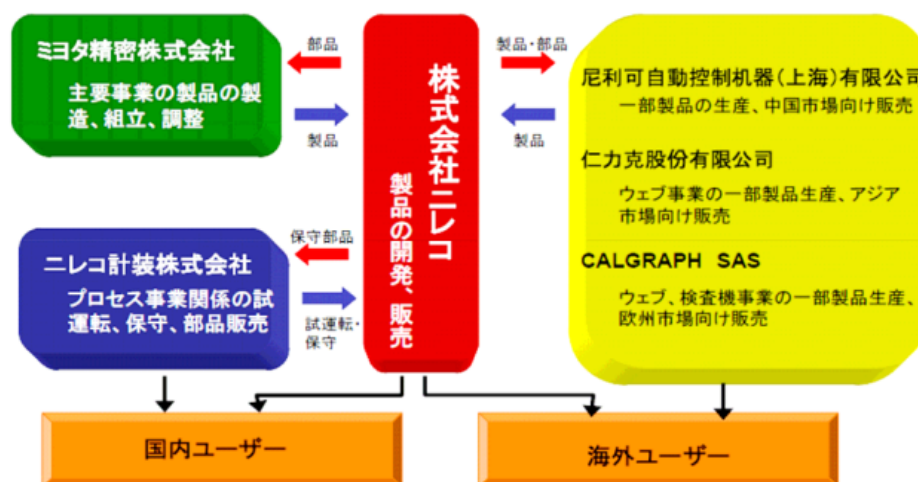 ミヨタ精密株式会社
主要事業の製品の製
造、組立、調整
部品
製品
ニレコ計装株式会社
プロセス事業関係の試
運転、保守、部品販売
保守部品
試運転・
保守
株式会社ニレコ
製品の開発、販売
製品・部品
製品
尼利可自動控制机器(上海)有限公司
一部製品の生産、中国市場向け販売
仁力克股份有限公司
ウェブ事業の一部製品生産、アジア
市場向け販売
CALGRAPH SAS
ウェブ、検査機事業の一部製品生産、
欧州市場向け販売
国内ユーザー
海外ユーザー